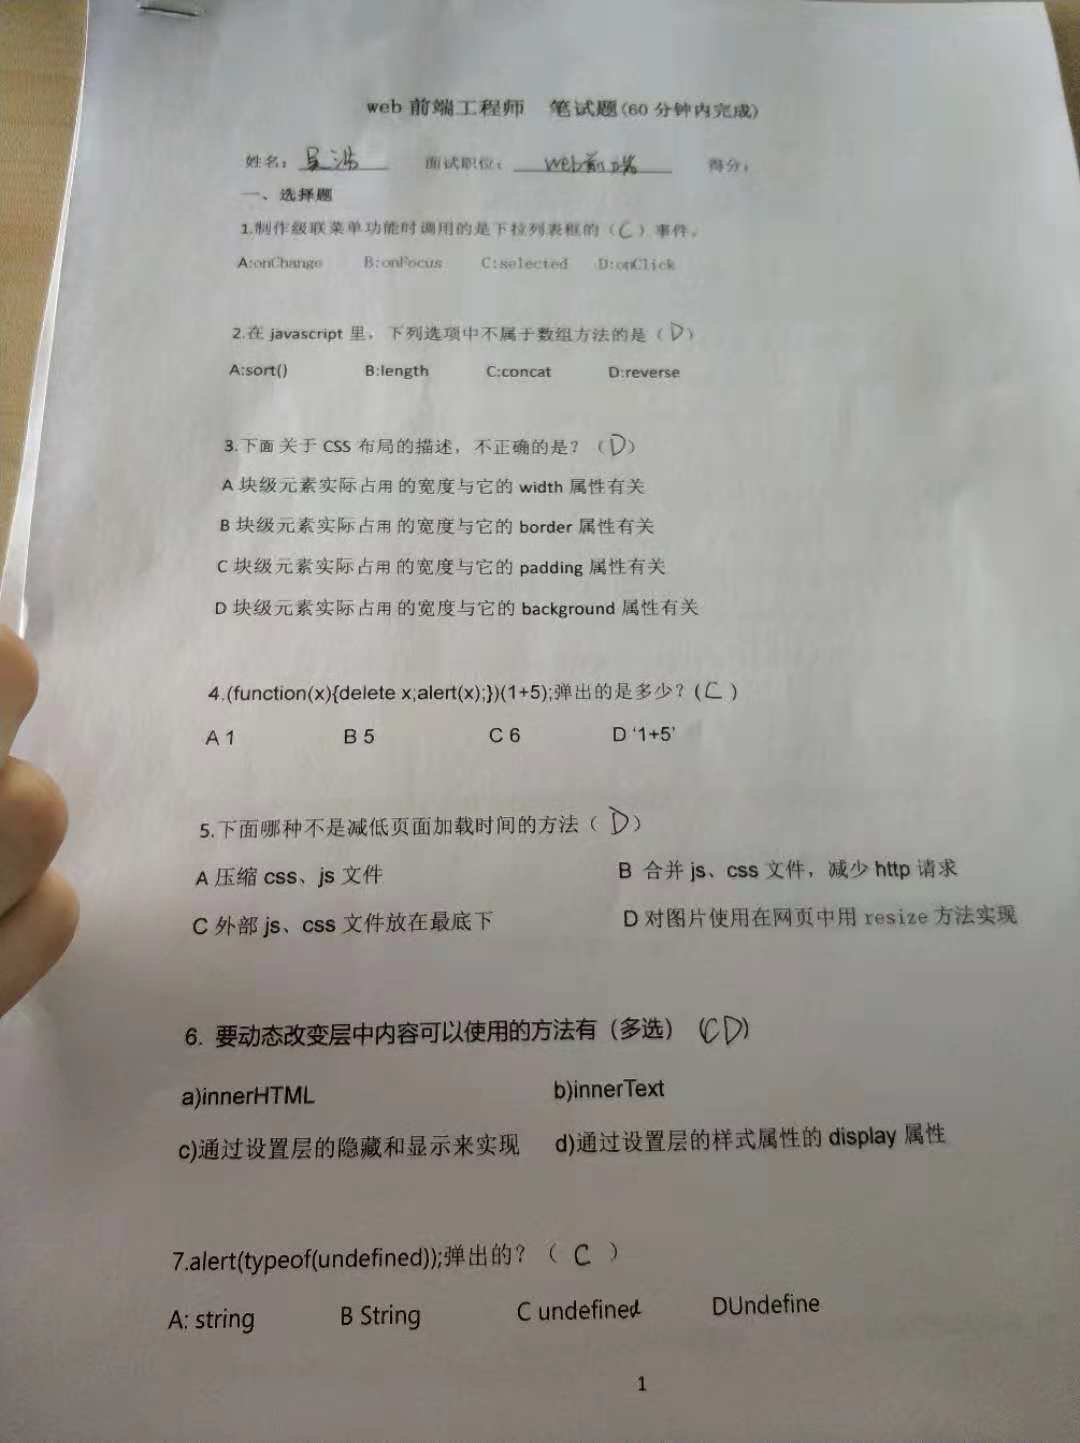 web 前端工程师 笔试题(60 分钟内完成)
姓名: 吴浩 面试职位: web前端 得分:
一、选择题
1.制作级联菜单功能时调用的是下拉列表框的(C)事件。
A:onChange B:onFocus C:selected D:onClick
2.在 javascript 里,下列选项中不属于数组方法的是(D)
A:sort() B:length C:concat D:reverse
3.下面关于 CSS 布局的描述,不正确的是?(D)
A 块级元素实际占用的宽度与它的 width 属性有关
B 块级元素实际占用的宽度与它的 border 属性有关
C 块级元素实际占用的宽度与它的 padding 属性有关
D 块级元素实际占用的宽度与它的 background 属性有关
4.(function(x){delete x;alert(x);})(1+5);弹出的是多少?(C)
A 1 B 5 C 6 D ‘1+5’
5.下面哪种不是减低页面加载时间的方法(D)
A 压缩 css、js 文件 B 合并 js、css 文件,减少 http 请求
C 外部 js、css 文件放在最底下 D 对图片使用在网页中用 resize 方法实现
6. 要动态改变层中内容可以使用的方法有(多选)(CD)
a)innerHTML b)innerText
c)通过设置层的隐藏和显示来实现 d)通过设置层的样式属性的 display 属性
7.alert(typeof(undefined));弹出的?( C )
A: string B String C undefined DUndefine
1